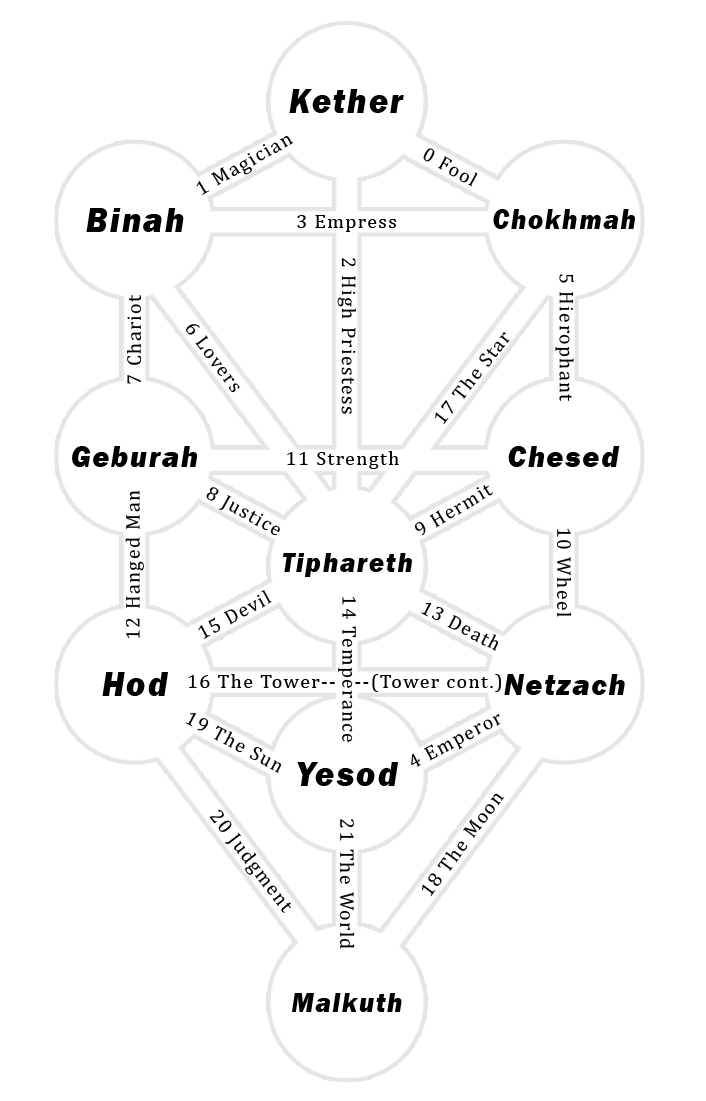 Kether
1 Magician
0 Fool
Binah
3 Empress
Chokhmah
2 High Priestess
7 Chariot
6 Lovers
17 The Star
5 Hierophant
Geburah
11 Strength
Chesed
8 Justice
9 Hermit
12 Hanged Man
Tiphareth
10 Wheel
15 Devil
14 Temperance
13 Death
Hod
16 The Tower-- --(Tower cont.)
Netzach
19 The Sun
4 Emperor
Yesod
20 Judgment
21 The World
18 The Moon
Malkuth